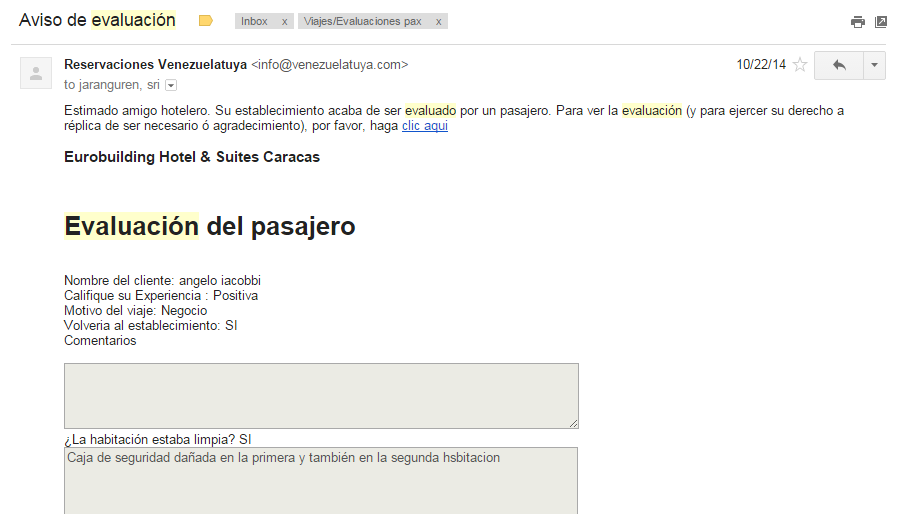 Aviso de evaluación
Inbox x Viajes/Evaluaciones pax x
Reservaciones Venezuelatuya <info@venezuelatuya.com> 10/22/14
to jaranguren, sri
Estimado amigo hotelero. Su establecimiento acaba de ser evaluado por un pasajero. Para ver la evaluación (y para ejercer su derecho a
réplica de ser necesario ó agradecimiento), por favor, haga clic aqui
Eurobuilding Hotel & Suites Caracas
Evaluación del pasajero
Nombre del cliente: angelo iacobbi
Califique su Experiencia : Positiva
Motivo del viaje: Negocio
Volveria al establecimiento: SI
Comentarios
¿La habitación estaba limpia? SI
Caja de seguridad dañada en la primera y también en la segunda hsbitacion